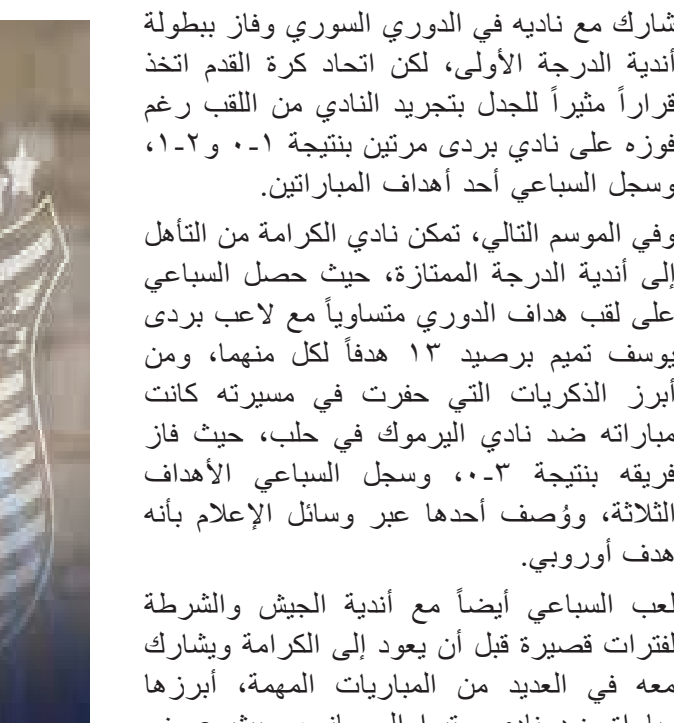 شارك مع ناديه في الدوري السوري وفاز ببطولة
أندية الدرجة الأولى، لكن اتحاد كرة القدم اتخذ
قراراً مثيراً للجدل بتجريد النادي من اللقب رغم
فوزه على نادي بردى مرتين بنتيجة ١-٠ و٢-١،
وسجل السباعي أحد أهداف المباراتين.
وفي الموسم التالي، تمكن نادي الكرامة من التأهل
إلى أندية الدرجة الممتازة، حيث حصل السباعي
على لقب هداف الدوري متساوياً مع لاعب بردى
يوسف تميم برصيد ١٣ هدفاً لكل منهما، ومن
أبرز الذكريات التي حفرت في مسيرته كانت
مباراته ضد نادي اليرموك في حلب، حيث فاز
فريقه بنتيجة ٣-٠، وسجل السباعي الأهداف
الثلاثة، ووُصف أحدها عبر وسائل الإعلام بأنه
هدف أوروبي.
لعب السباعي أيضاً مع أندية الجيش والشرطة
لفترات قصيرة قبل أن يعود إلى الكرامة ويشارك
معه في العديد من المباريات المهمة، أبرزها